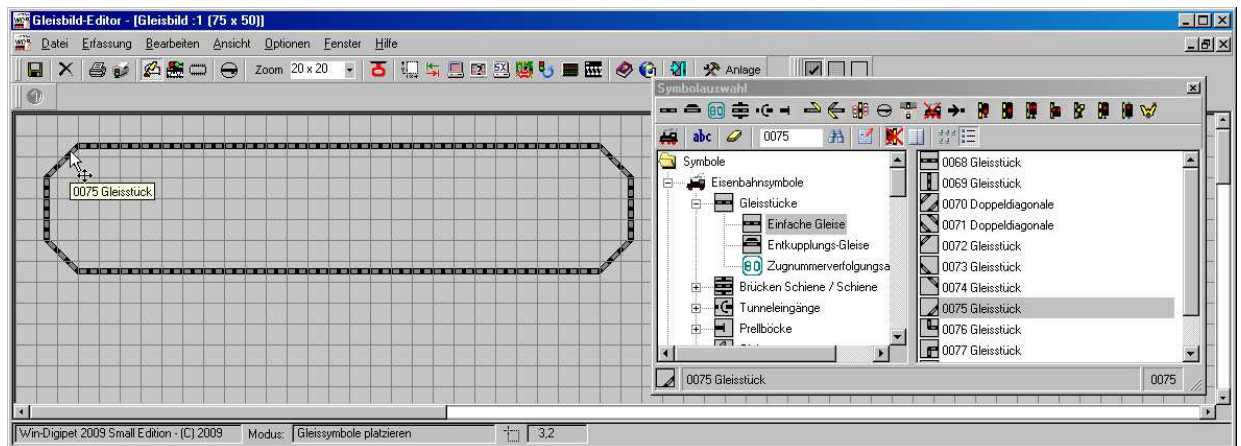 Gleisbild-Editor - [Gleisbild :1 (75 x 50)]
Datei Erfassung Bearbeiten Ansicht Optionen Fenster Hilfe
Zoom 20 x 20 Anlage
Symbolauswahl
abc 0075
0075 Gleisstück
Symbole
Eisenbahnsymbole
Gleisstücke
Einfache Gleise
Entkupplungs-Gleise
Zugnummerverfolgungsa
Brücken Schiene / Schiene
Tunneleingänge
Prellböcke
0068 Gleisstück
0069 Gleisstück
0070 Doppeldiagonale
0071 Doppeldiagonale
0072 Gleisstück
0073 Gleisstück
0074 Gleisstück
0075 Gleisstück
0076 Gleisstück
0077 Gleisstück
0075 Gleisstück 0075
Win-Digipet 2009 Small Edition - (C) 2009 Modus: Gleissymbole platzieren 3,2